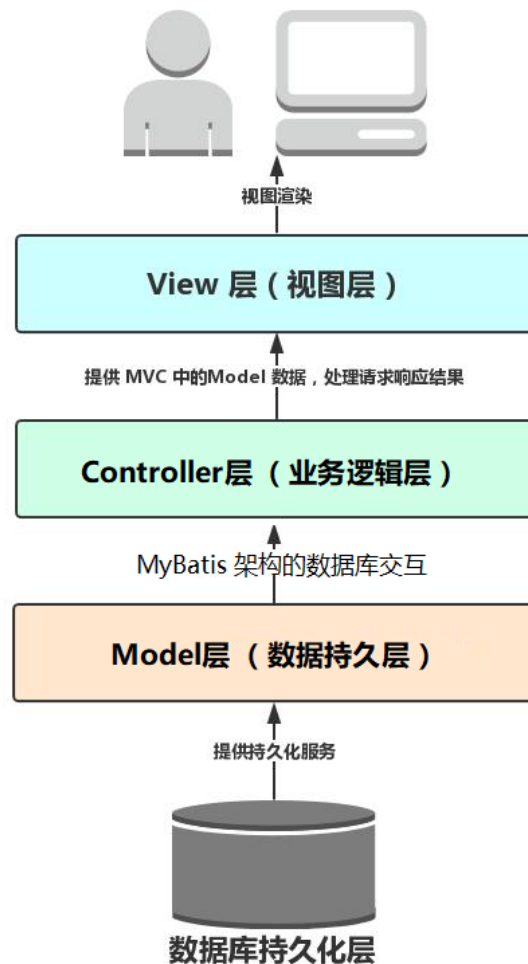 视图渲染
View 层（视图层）
提供 MVC 中的Model 数据，处理请求响应结果
Controller层（业务逻辑层）
MyBatis 架构的数据库交互
Model层（数据持久层）
提供持久化服务
数据库持久化层